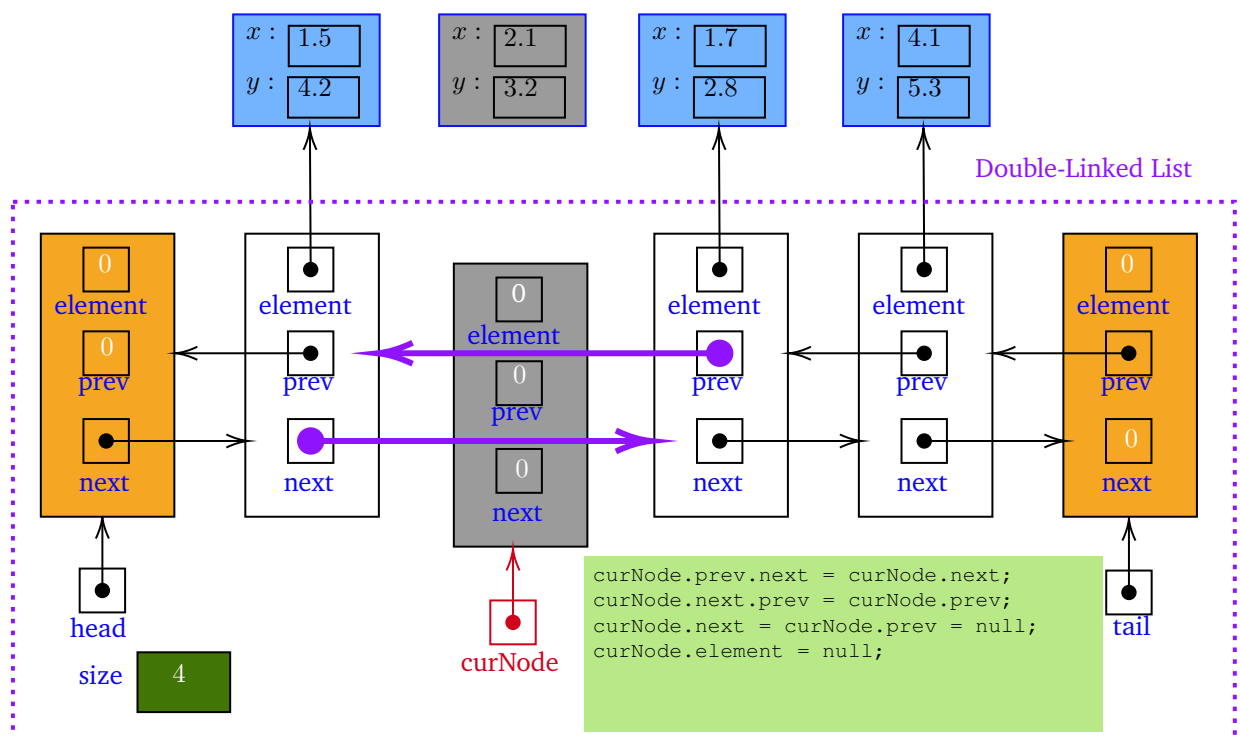 x : 1.5
y : 4.2
x : 2.1
y : 3.2
x : 1.7
y : 2.8
x : 4.1
y : 5.3
Double-Linked List
0
element
0
prev
next
element
prev
next
0
element
0
prev
0
next
element
prev
next
element
prev
next
0
element
prev
0
next
head
size 4
curNode
curNode.prev.next = curNode.next;
curNode.next.prev = curNode.prev;
curNode.next = curNode.prev = null;
curNode.element = null;
tail